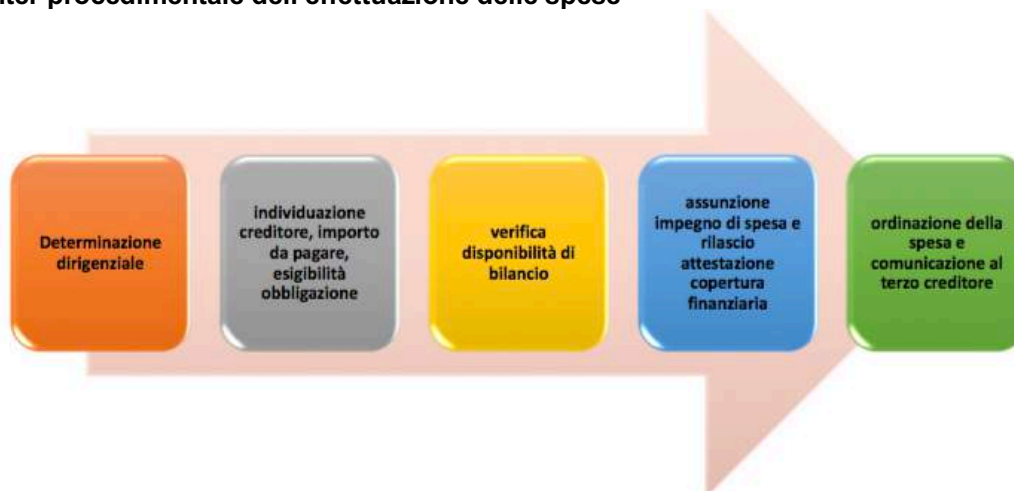 iter procedimentale dell'effettuazione delle spese
Determinazione
dirigenziale
individuazione
creditore, importo
da pagare,
esigibilità
obbligazione
verifica
disponibilità di
bilancio
assunzione
impegno di spesa e
rilascio
attestazione
copertura
finanziaria
ordinazione della
spesa e
comunicazione al
terzo creditore